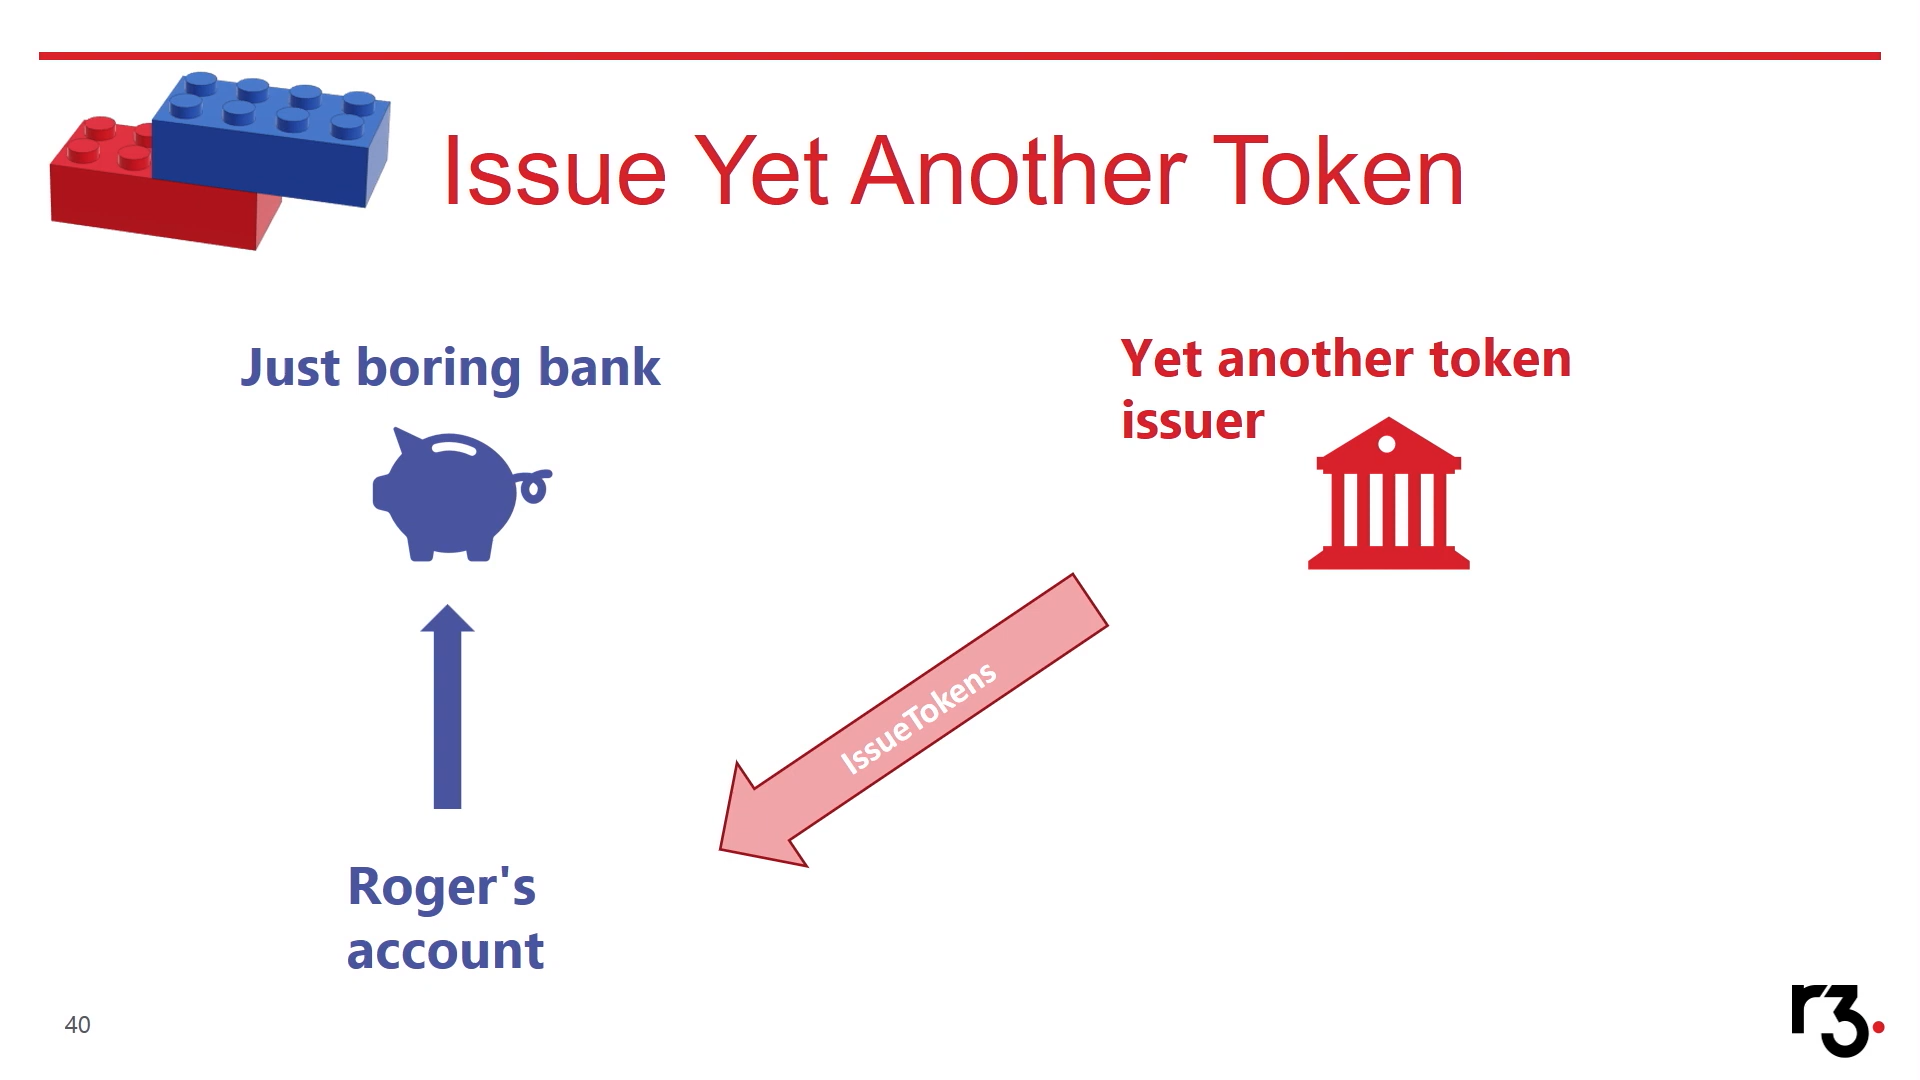 Issue Yet Another Token
Just boring bank
Yet another token
issuer
IssueTokens
Roger's
account
40
r3.